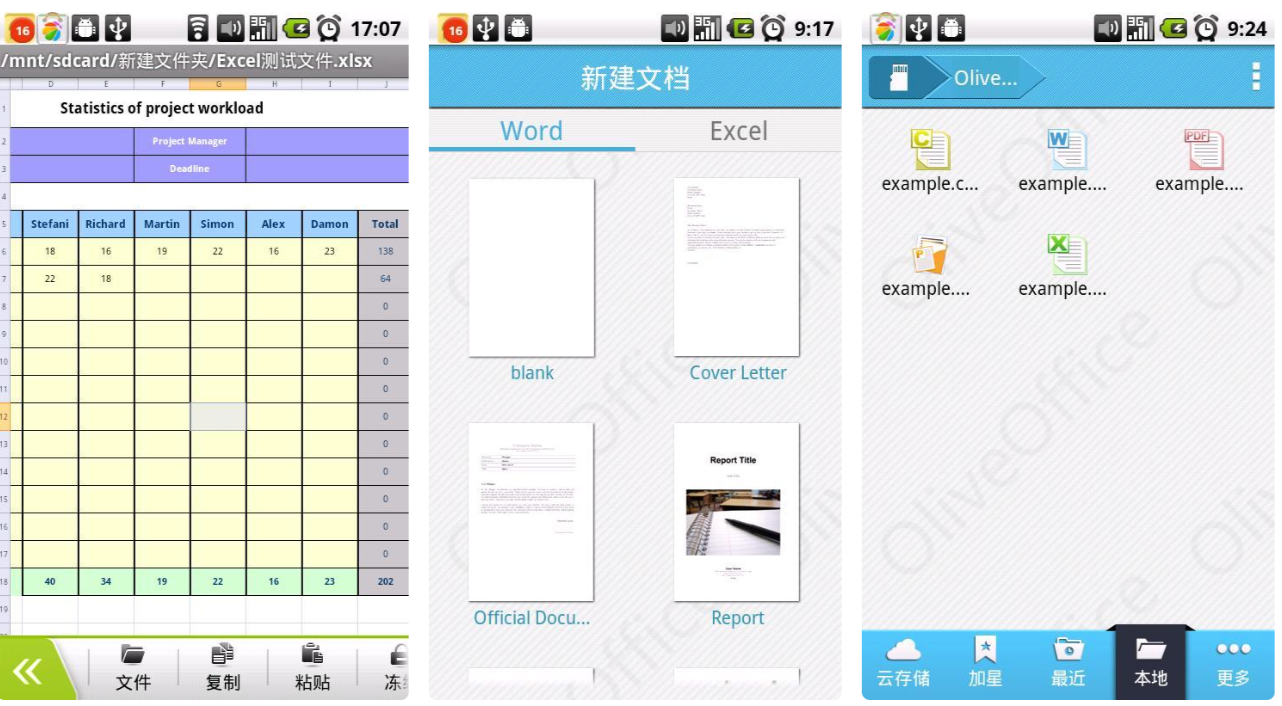 16
17:07
/mnt/sdcard/新建文件夹/Excel测试文件.xlsx
D E F G H I J
1 Statistics of project workload
2 Project Manager
3 Deadline
4
5 Stefani Richard Martin Simon Alex Damon Total
6 18 16 19 22 16 23 138
7 22 18 64
8 0
9 0
10 0
11 0
12 0
13 0
14 0
15 0
16 0
17 0
18 40 34 19 22 16 23 202
19
文件 复制 粘贴
16
3G
9:17
新建文档
Word Excel
blank Cover Letter
Report Title
Official Docu... Report
3G
9:24
Olive...
C W PDF
example.c... example.... example....
P X
example.... example....
OliveOffice
云存储 加星 最近 本地 更多